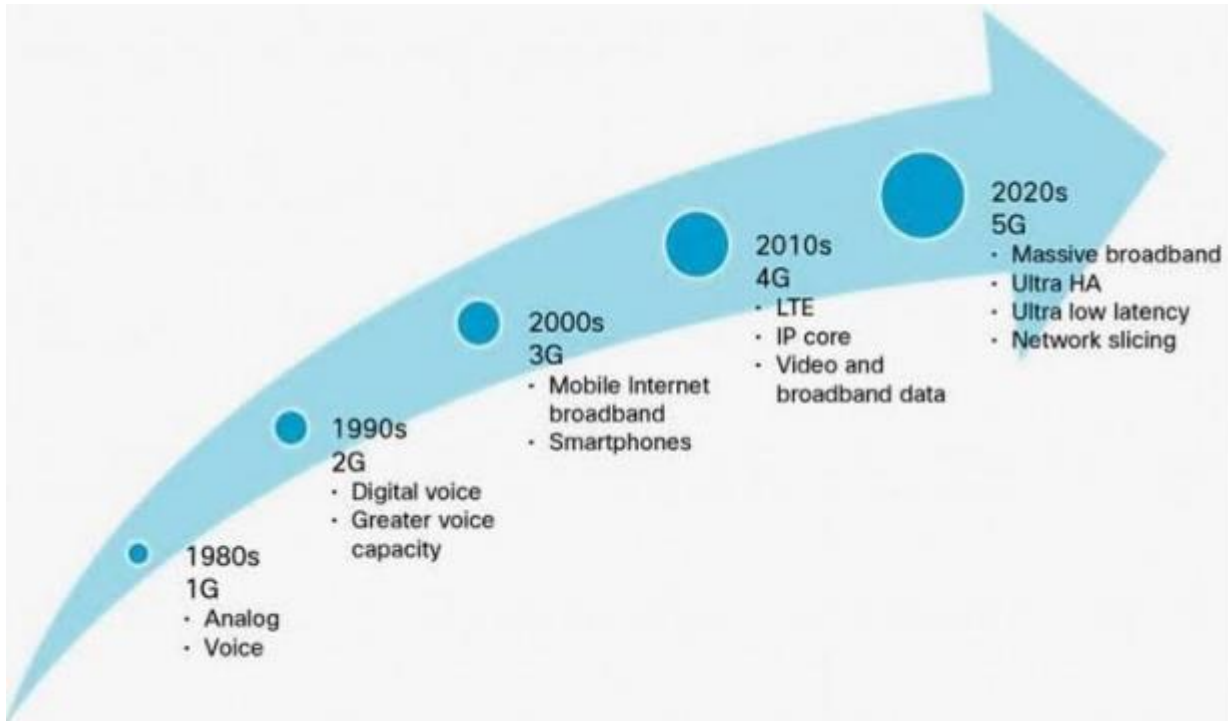 1980s
1G
· Analog
· Voice
1990s
2G
· Digital voice
· Greater voice
capacity
2000s
3G
· Mobile Internet
broadband
· Smartphones
2010s
4G
· LTE
· IP core
· Video and
broadband data
2020s
5G
· Massive broadband
· Ultra HA
· Ultra low latency
· Network slicing